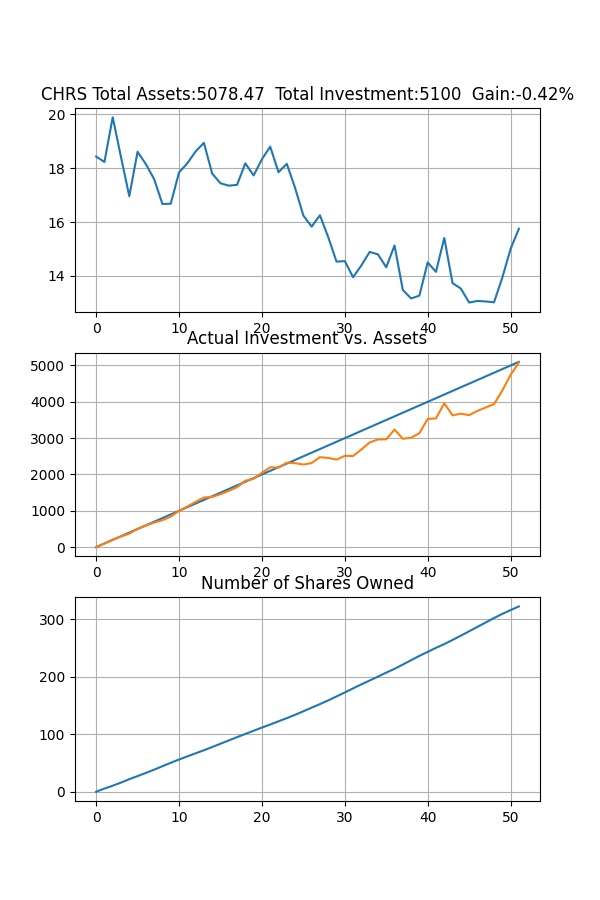 CHRS Total Assets:5078.47  Total Investment:5100  Gain:-0.42%
20
18
16
14
0 10 20 30 40 50
Actual Investment vs. Assets
5000
4000
3000
2000
1000
0
0 10 20 30 40 50
Number of Shares Owned
300
200
100
0
0 10 20 30 40 50